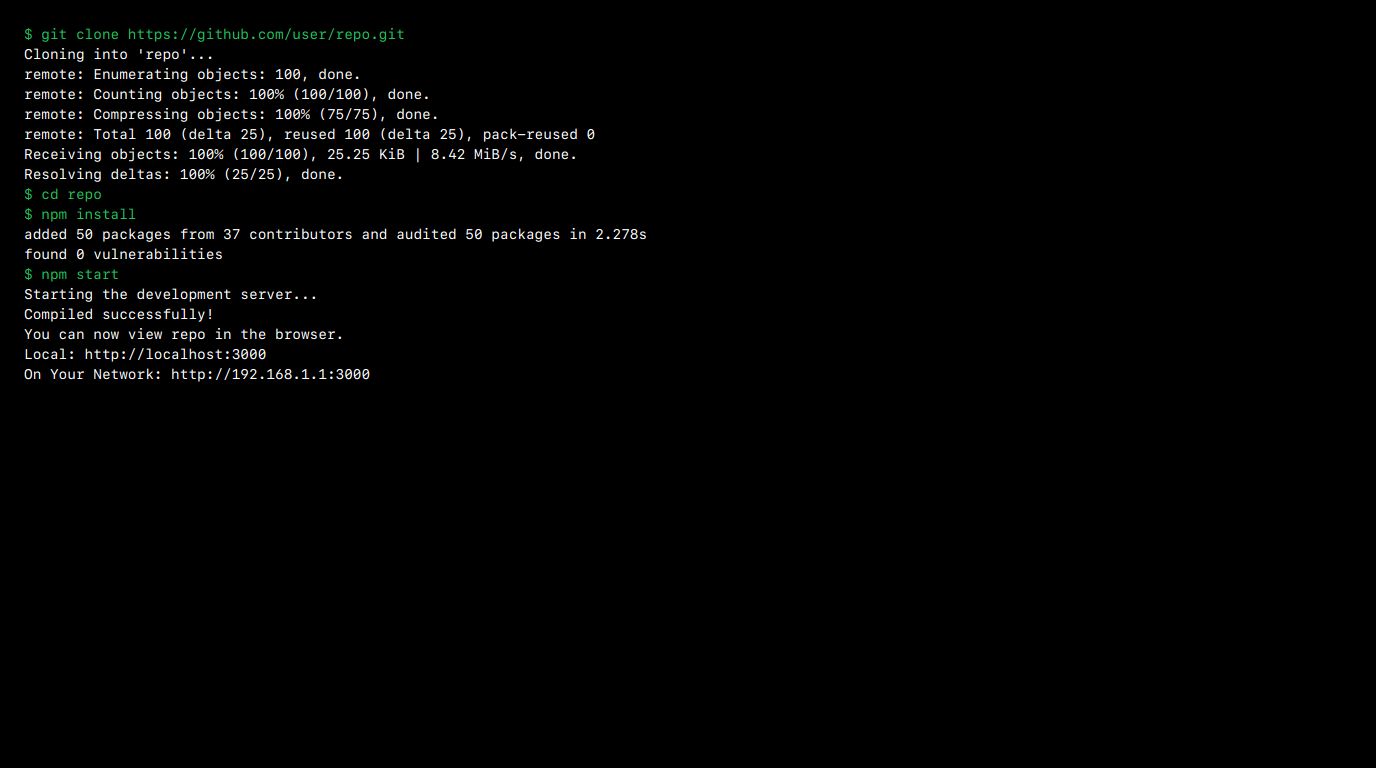 $ git clone https://github.com/user/repo.git
Cloning into 'repo'...
remote: Enumerating objects: 100, done.
remote: Counting objects: 100% (100/100), done.
remote: Compressing objects: 100% (75/75), done.
remote: Total 100 (delta 25), reused 100 (delta 25), pack-reused 0
Receiving objects: 100% (100/100), 25.25 KiB | 8.42 MiB/s, done.
Resolving deltas: 100% (25/25), done.
$ cd repo
$ npm install
added 50 packages from 37 contributors and audited 50 packages in 2.278s
found 0 vulnerabilities
$ npm start
Starting the development server...
Compiled successfully!
You can now view repo in the browser.
Local: http://localhost:3000
On Your Network: http://192.168.1.1:3000